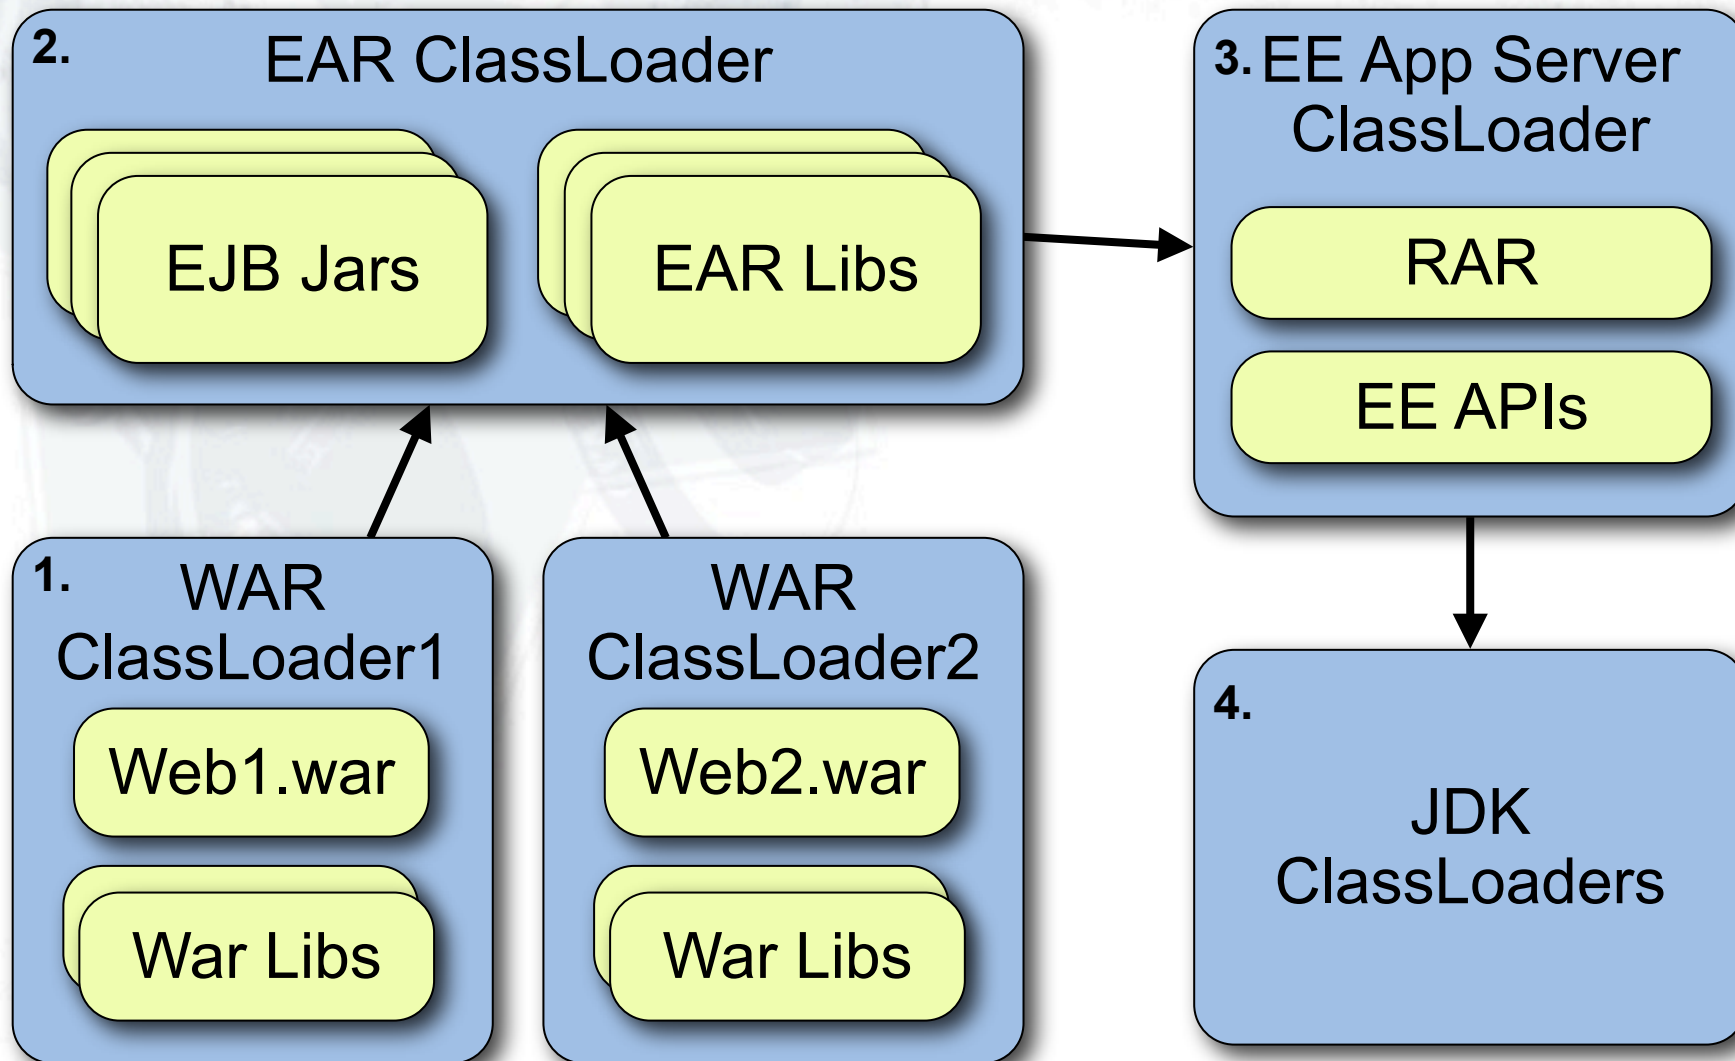 2.
EAR ClassLoader
EJB Jars
EAR Libs
3. EE App Server
ClassLoader
RAR
EE APIs
1.
WAR
ClassLoader1
Web1.war
War Libs
WAR
ClassLoader2
Web2.war
War Libs
4.
JDK
ClassLoaders